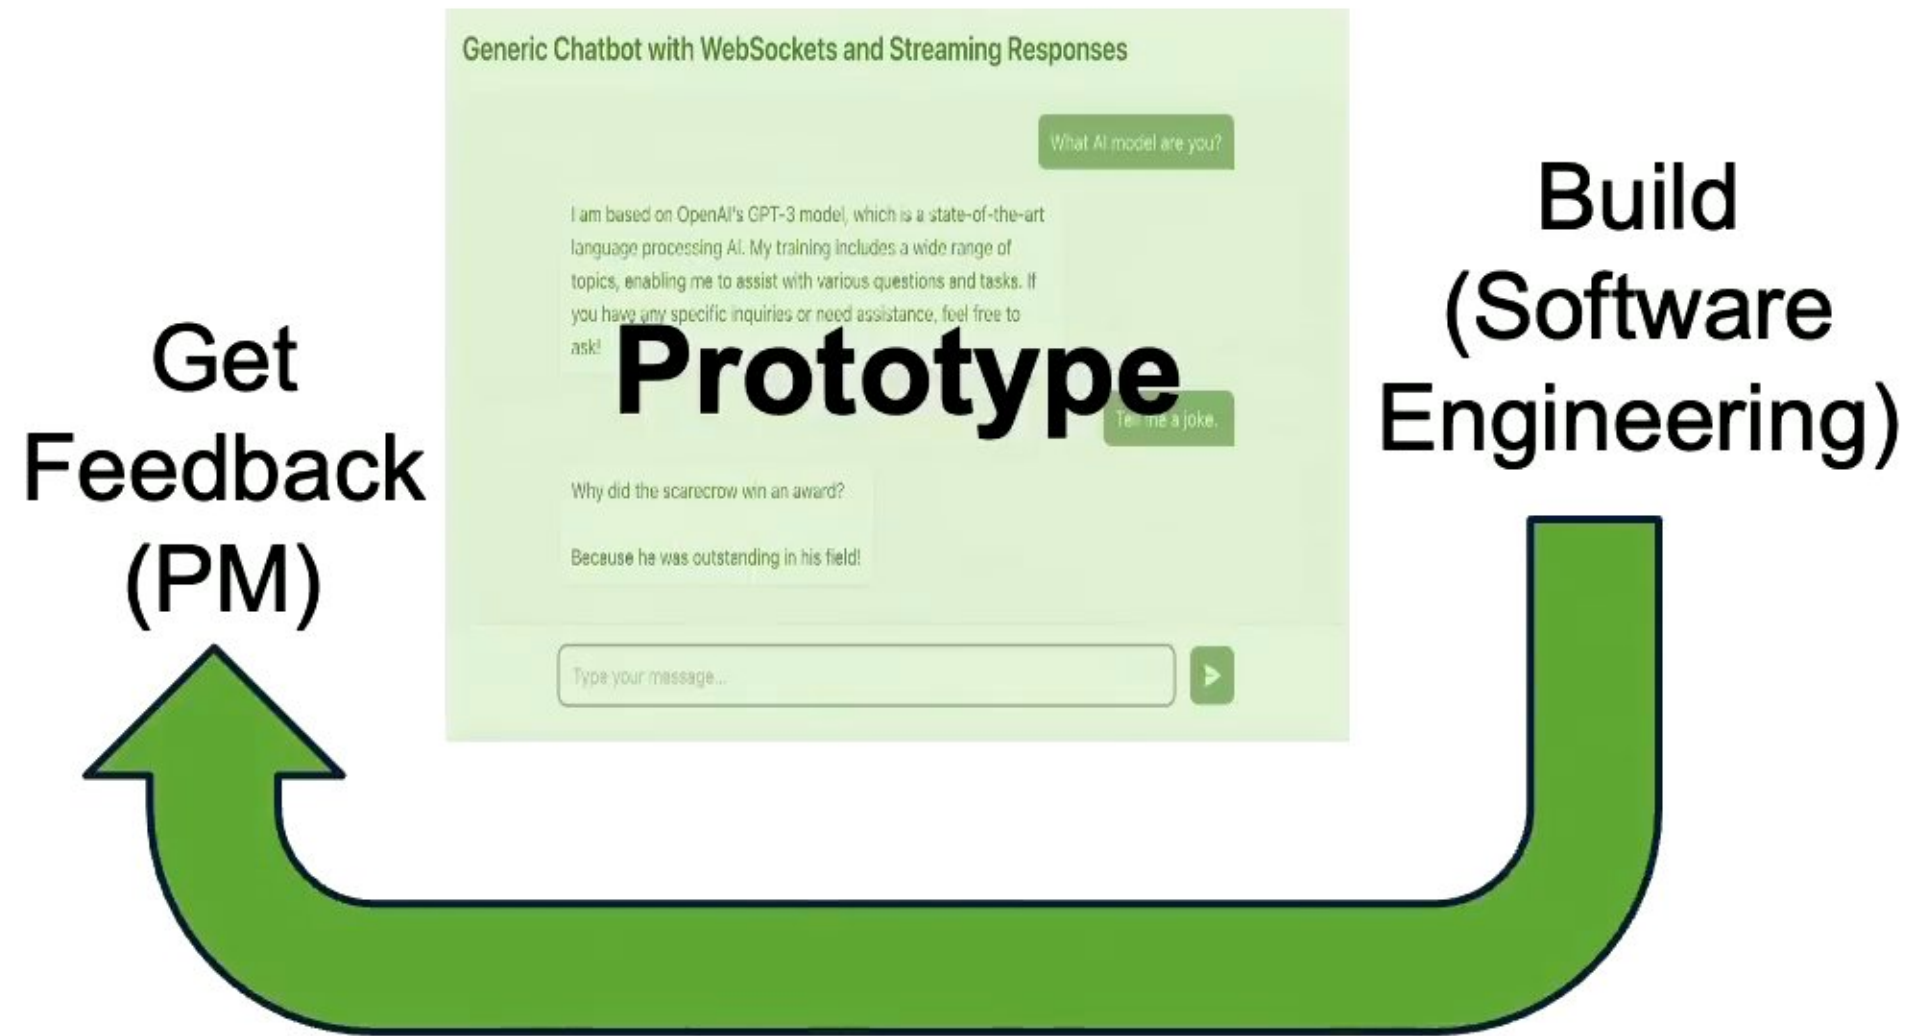 Generic Chatbot with WebSockets and Streaming Responses
What AI model are you?
I am based on OpenAI's GPT-3 model, which is a state-of-the-art
language processing AI. My training includes a wide range of
topics, enabling me to assist with various questions and tasks. If
you have any specific inquiries or need assistance, feel free to
ask!
Prototype
Tell me a joke.
Why did the scarecrow win an award?
Because he was outstanding in his field!
Type your message...
Get
Feedback
(PM)
Build
(Software
Engineering)